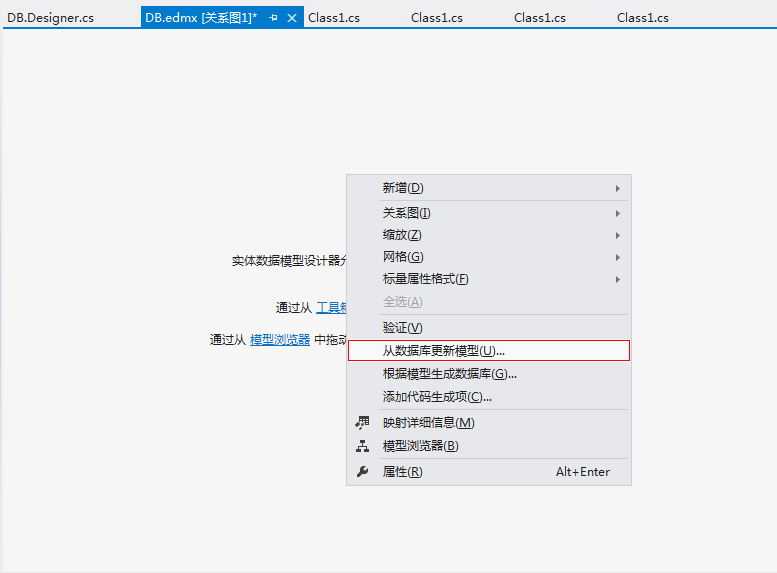 DB.Designer.cs
DB.edmx [关系图1]*
Class1.cs
Class1.cs
Class1.cs
Class1.cs
新增(D)
关系图(I)
缩放(Z)
实体数据模型设计器分
网格(G)
标量属性格式(F)
全选(A)
通过从 工具箱
验证(V)
通过从 模型浏览器 中拖动
从数据库更新模型(U)...
根据模型生成数据库(G)...
添加代码生成项(C)...
映射详细信息(M)
模型浏览器(B)
属性(R) Alt+Enter